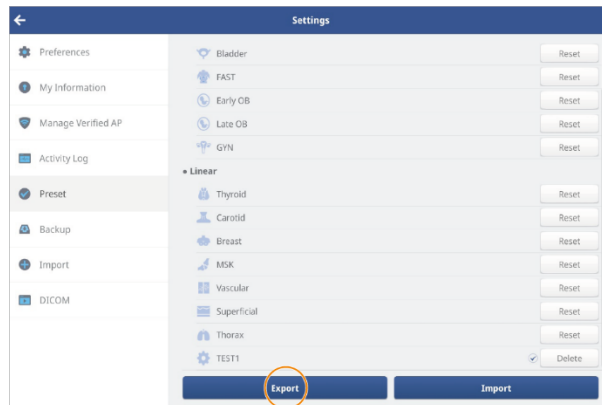 Settings
Preferences
My Information
Manage Verified AP
Activity Log
Preset
Backup
Import
DICOM
Bladder Reset
FAST Reset
Early OB Reset
Late OB Reset
GYN Reset
• Linear
Thyroid Reset
Carotid Reset
Breast Reset
MSK Reset
Vascular Reset
Superficial Reset
Thorax Reset
TEST1 Delete
Export Import